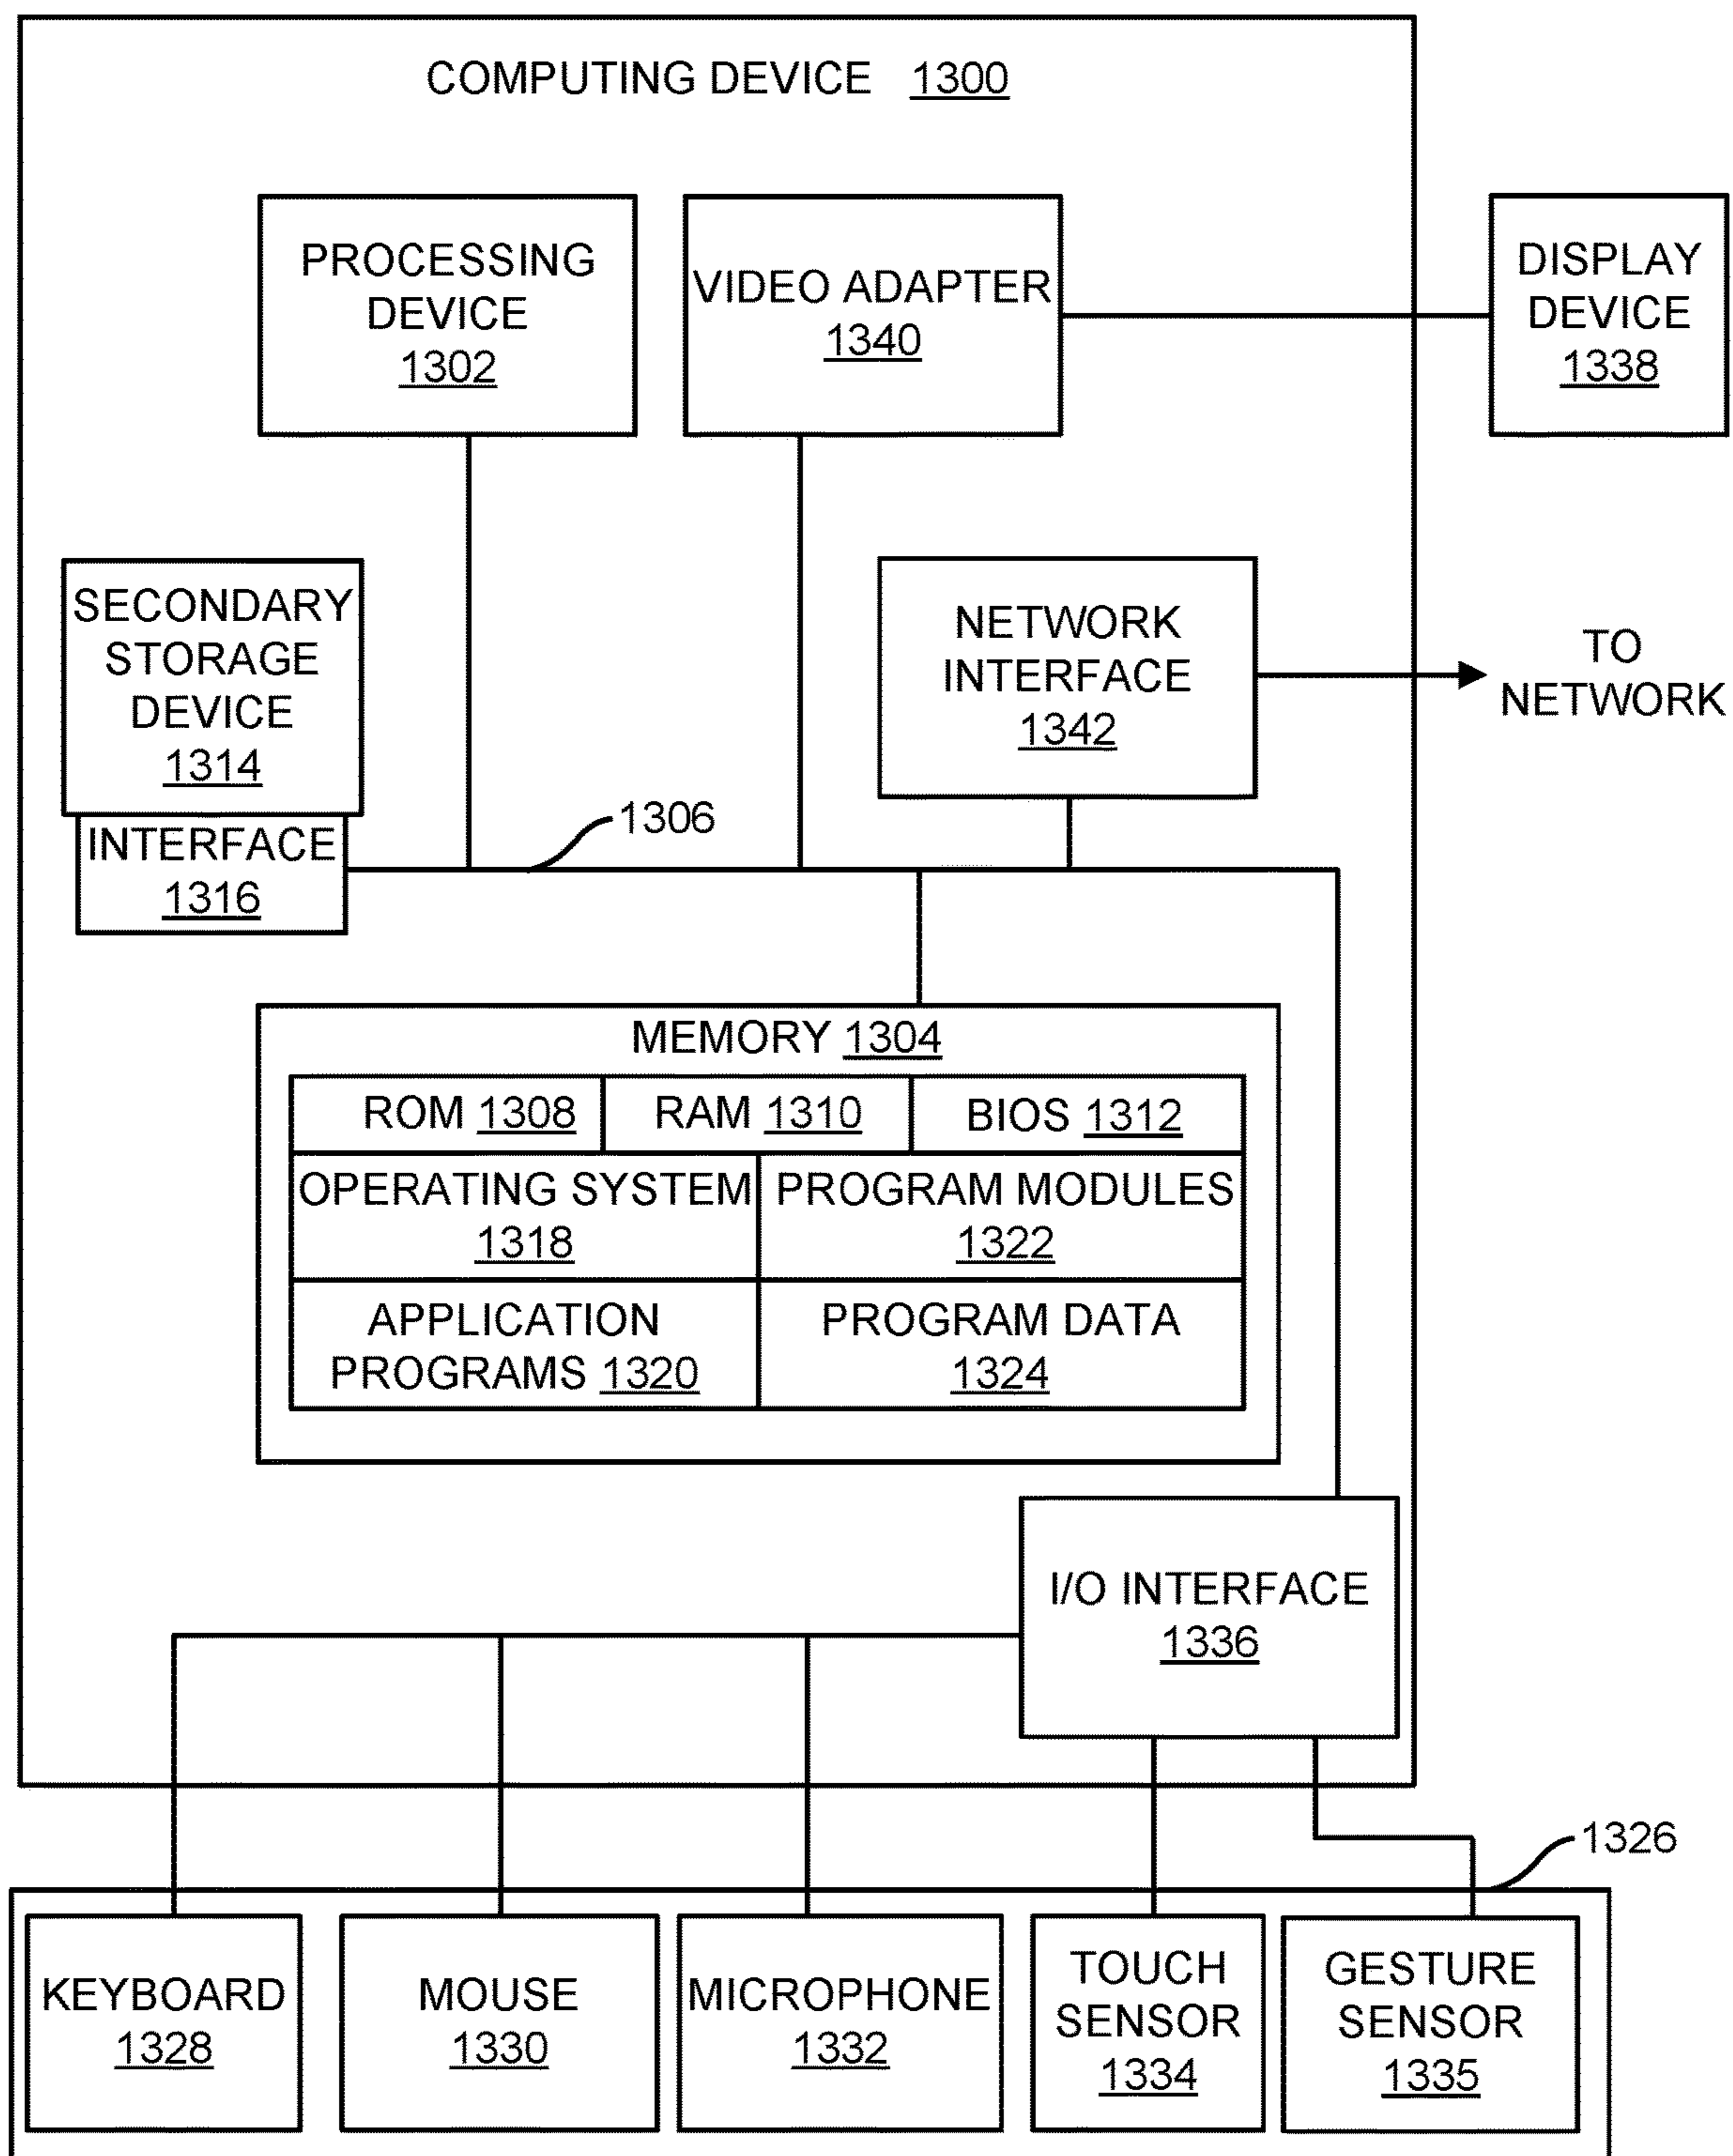 COMPUTING DEVICE 1300
PROCESSING
DEVICE
1302
VIDEO ADAPTER
1340
DISPLAY
DEVICE
1338
SECONDARY
STORAGE
DEVICE
1314
INTERFACE
1316
NETWORK
INTERFACE
1342
TO
NETWORK
1306
MEMORY 1304
ROM 1308
RAM 1310
BIOS 1312
OPERATING SYSTEM
1318
PROGRAM MODULES
1322
APPLICATION
PROGRAMS 1320
PROGRAM DATA
1324
I/O INTERFACE
1336
1326
KEYBOARD
1328
MOUSE
1330
MICROPHONE
1332
TOUCH
SENSOR
1334
GESTURE
SENSOR
1335